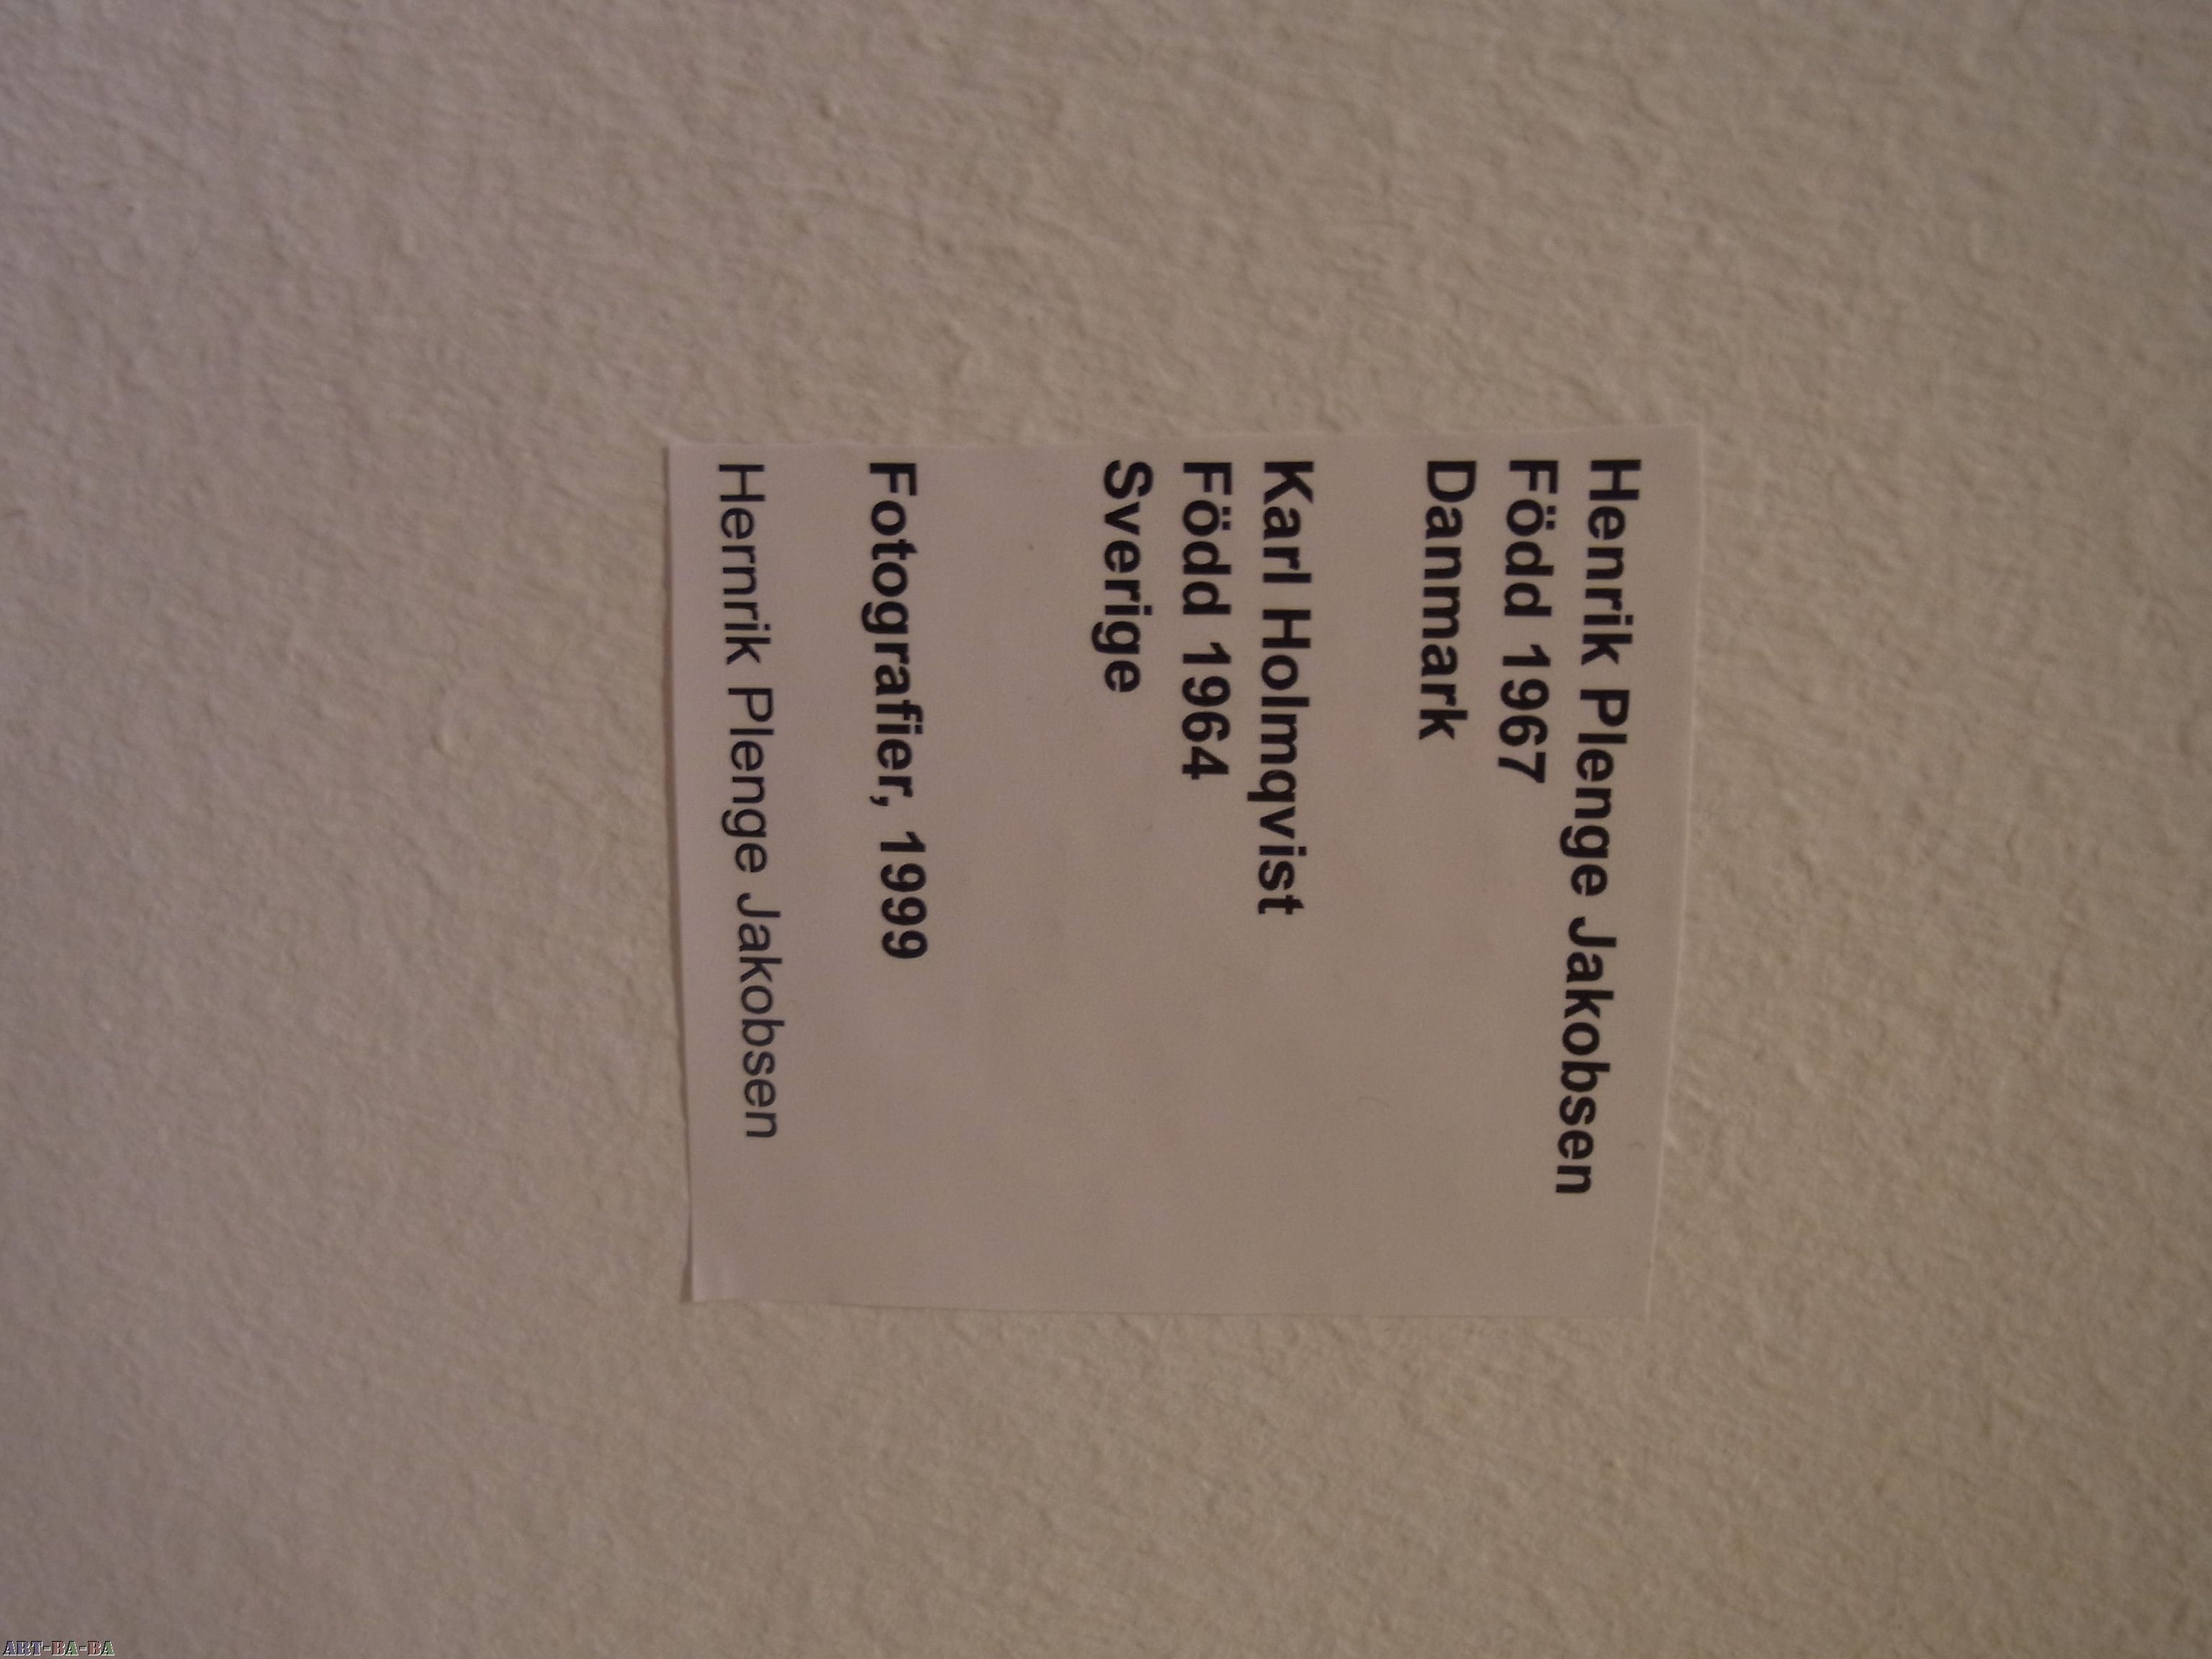 Henrik Plenge Jakobsen
Född 1967
Danmark
Karl Holmqvist
Född 1964
Sverige
Fotografier, 1999
Hernrik Plenge Jakobsen
ART-BA-BA